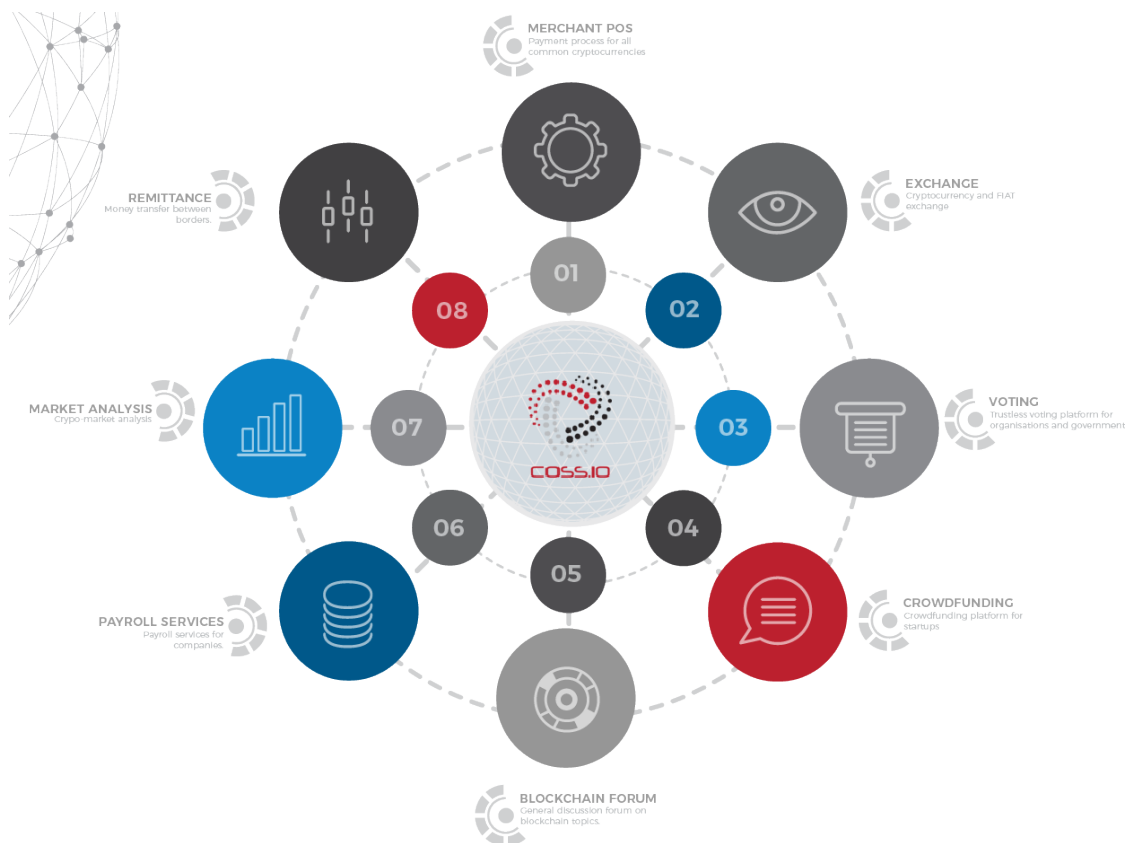 MERCHANT POS
Payment process for all
common cryptocurrencies
EXCHANGE
Cryptocurrency and FIAT
exchange
REMITTANCE
Money transfer between
borders.
01
02
08
VOTING
Trustless voting platform for
organisations and government
MARKET ANALYSIS
Crypo-market analysis
07
03
COSS.IO
06
04
05
CROWDFUNDING
Crowdfunding platform for
startups
PAYROLL SERVICES
Payroll services for
companies.
BLOCKCHAIN FORUM
General discussion forum on
blockchain topics.